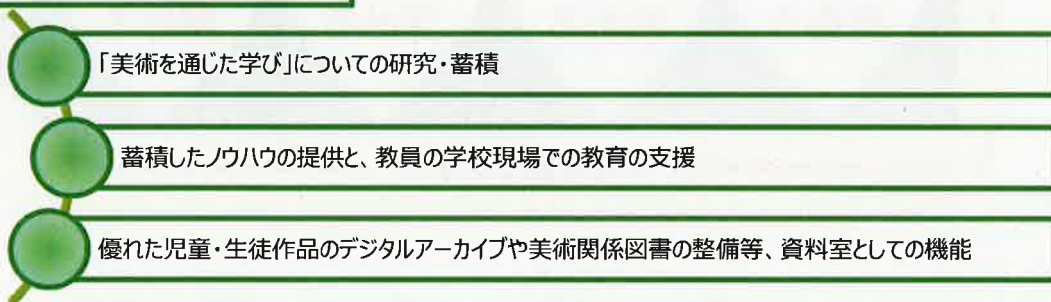 「美術を通じた学び」についての研究・蓄積
蓄積したノウハウの提供と、教員の学校現場での教育の支援
優れた児童・生徒作品のデジタルアーカイブや美術関係図書の整備等、資料室としての機能